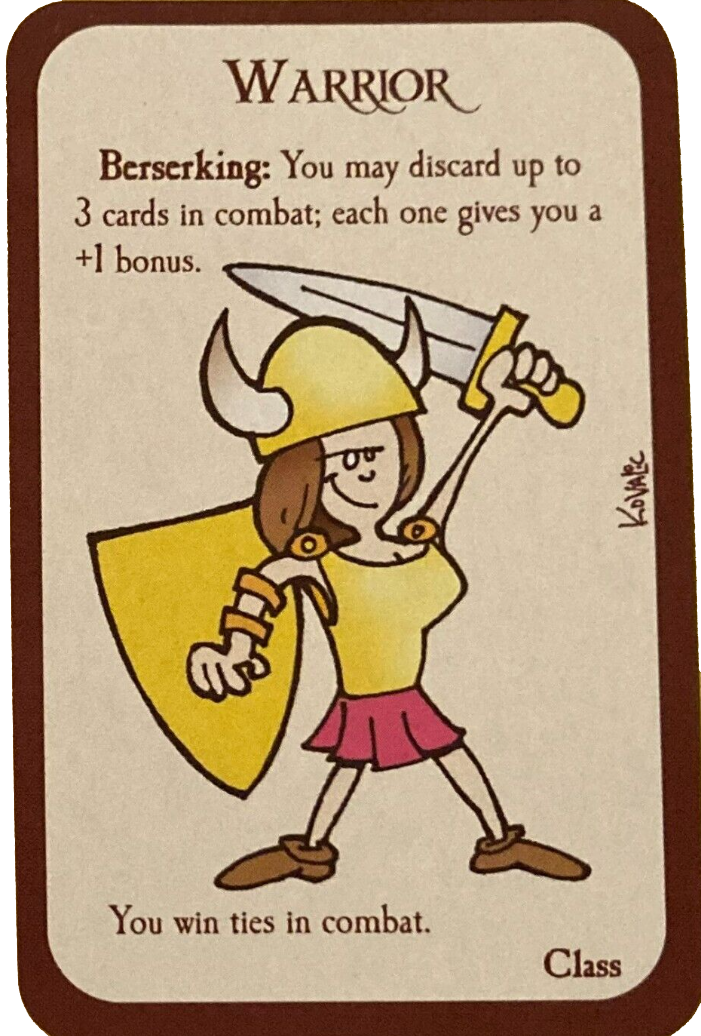 WARRIOR
Berserking: You may discard up to
3 cards in combat; each one gives you a
+1 bonus.
KOVALIC
You win ties in combat.
Class